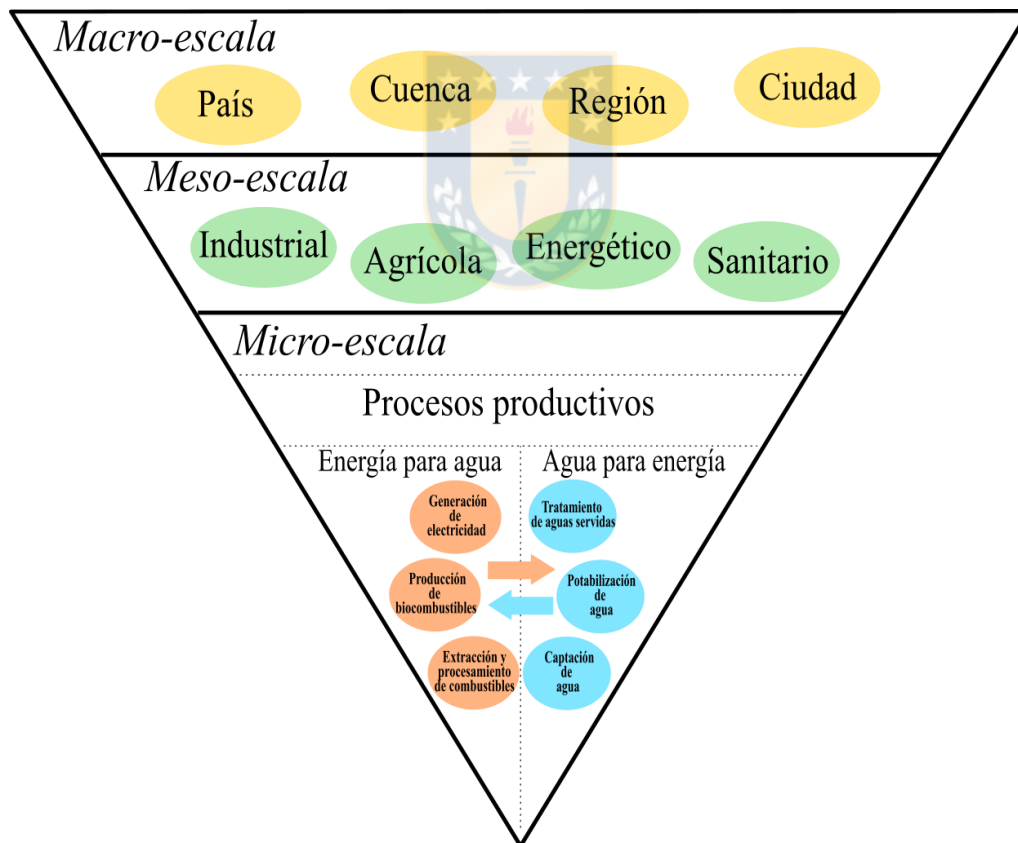 Macro-escala
País
Cuenca
Región
Ciudad
Meso-escala
Industrial
Agrícola
Energético
Sanitario
Micro-escala
Procesos productivos
Energía para agua
Agua para energía
Generación
de
electricidad
Tratamiento
de aguas servidas
Producción
de
biocombustibles
Potabilización
de
agua
Extracción y
procesamiento
de combustibles
Captación
de
agua